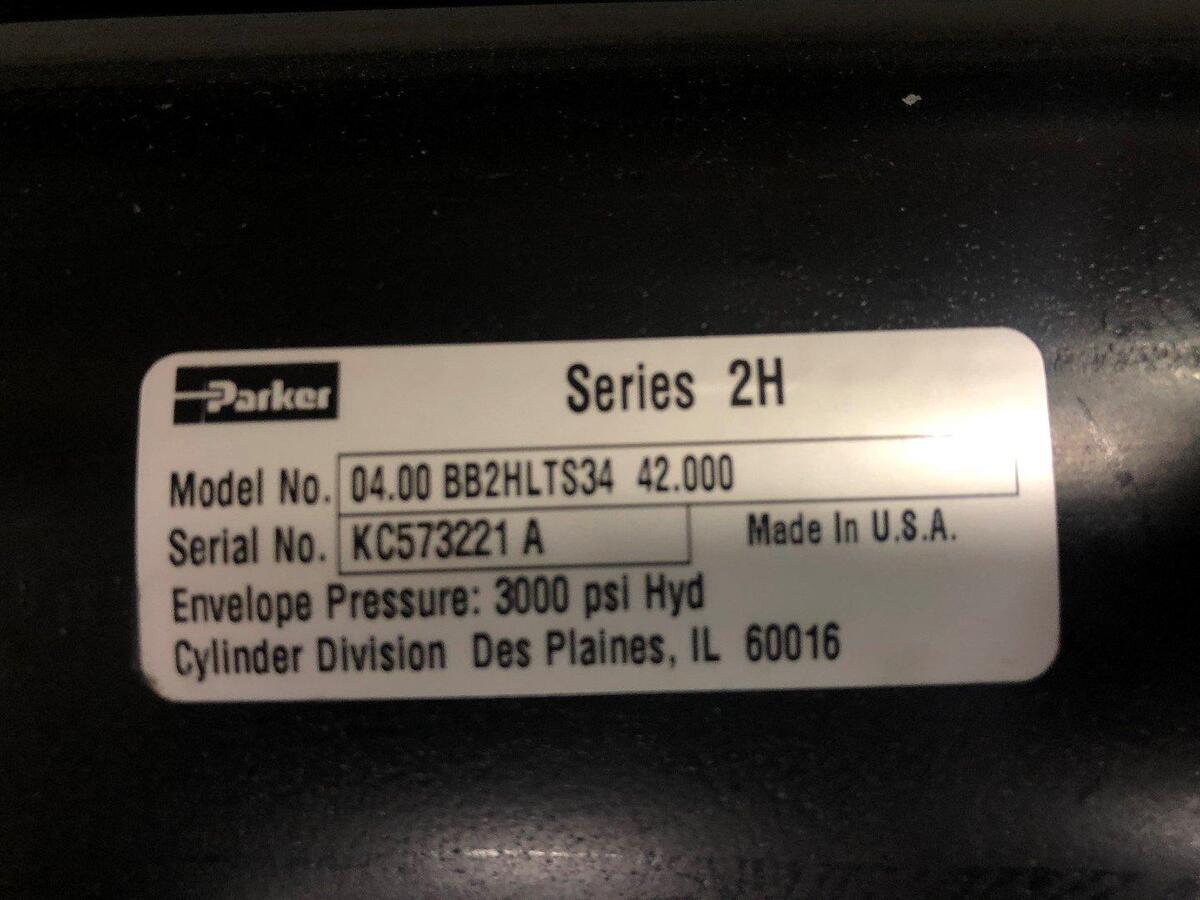 Parker
Series 2H
Model No. 04.00 BB2HLTS34 42.000
Serial No. KC573221 A Made In U.S.A.
Envelope Pressure: 3000 psi Hyd
Cylinder Division Des Plaines, IL 60016